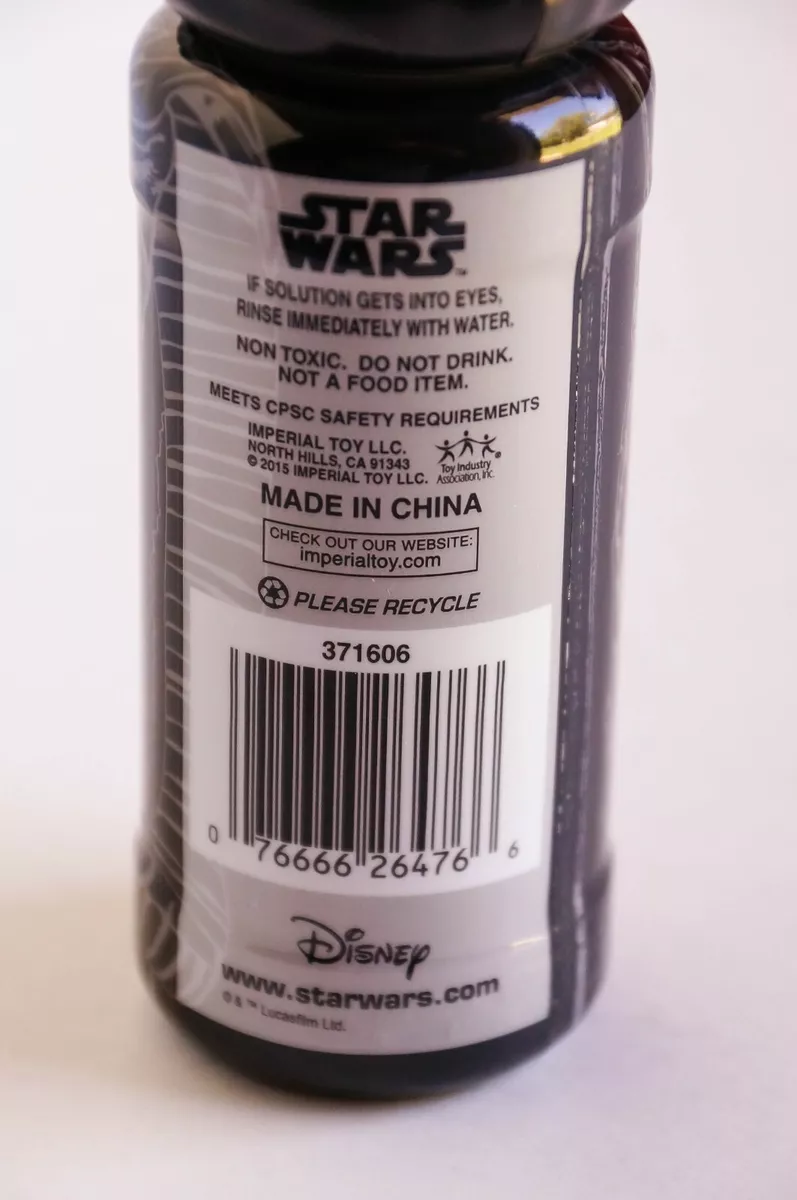 STAR
WARS™
IF SOLUTION GETS INTO EYES,
RINSE IMMEDIATELY WITH WATER.
NON TOXIC. DO NOT DRINK.
NOT A FOOD ITEM.
MEETS CPSC SAFETY REQUIREMENTS
IMPERIAL TOY LLC.
NORTH HILLS, CA 91343
© 2015 IMPERIAL TOY LLC.
Toy Industry
Association, Inc.
MADE IN CHINA
CHECK OUT OUR WEBSITE:
imperialtoy.com
PLEASE RECYCLE
371606
0 76666 26476 6
Disney
www.starwars.com
© & ™ Lucasfilm Ltd.